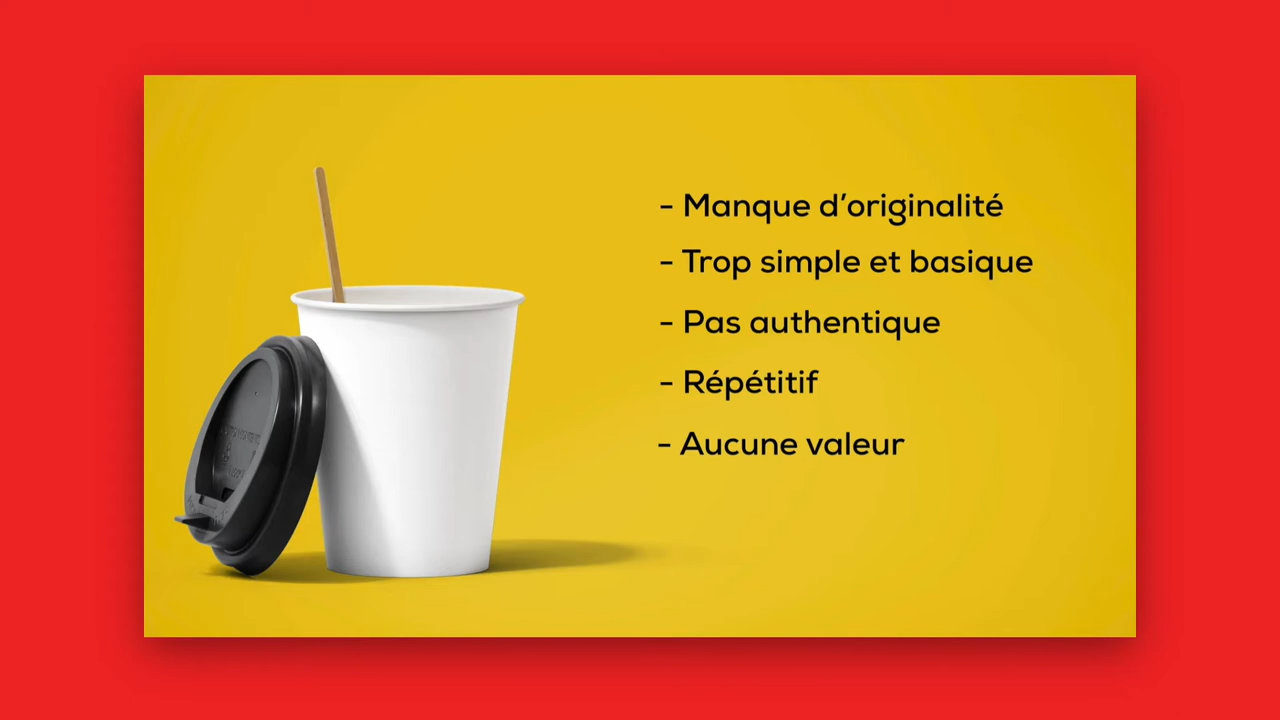 - Manque d'originalité
- Trop simple et basique
- Pas authentique
- Répétitif
- Aucune valeur